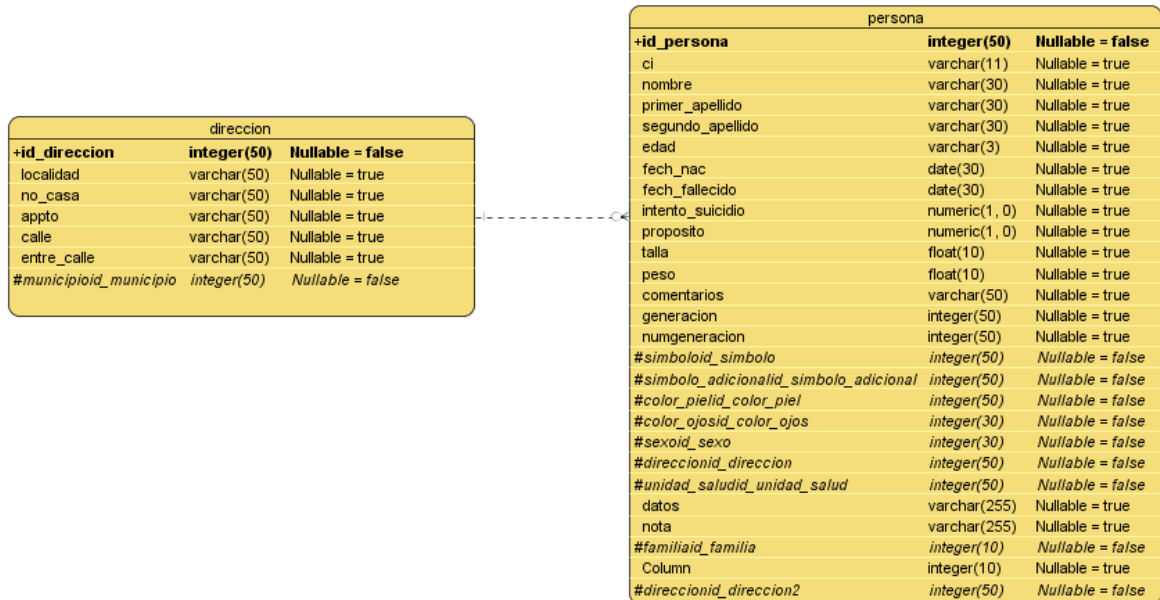 direccion
+id_direccion integer(50) Nullable = false
localidad varchar(50) Nullable = true
no_casa varchar(50) Nullable = true
appto varchar(50) Nullable = true
calle varchar(50) Nullable = true
entre_calle varchar(50) Nullable = true
#municipioid_municipio integer(50) Nullable = false
persona
+id_persona integer(50) Nullable = false
ci varchar(11) Nullable = true
nombre varchar(30) Nullable = true
primer_apellido varchar(30) Nullable = true
segundo_apellido varchar(30) Nullable = true
edad varchar(3) Nullable = true
fech_nac date(30) Nullable = true
fech_fallecido date(30) Nullable = true
intento_suicidio numeric(1, 0) Nullable = true
proposito numeric(1, 0) Nullable = true
talla float(10) Nullable = true
peso float(10) Nullable = true
comentarios varchar(50) Nullable = true
generacion integer(50) Nullable = true
numgeneracion integer(50) Nullable = true
#simboloid_simbolo integer(50) Nullable = false
#simbolo_adicionalid_simbolo_adicional integer(50) Nullable = false
#color_pielid_color_piel integer(50) Nullable = false
#color_ojosid_color_ojos integer(30) Nullable = false
#sexoid_sexo integer(30) Nullable = false
#direccionid_direccion integer(50) Nullable = false
#unidad_saludid_unidad_salud integer(50) Nullable = false
datos varchar(255) Nullable = true
nota varchar(255) Nullable = true
#familiaid_familia integer(10) Nullable = false
Column integer(10) Nullable = true
#direccionid_direccion2 integer(50) Nullable = false